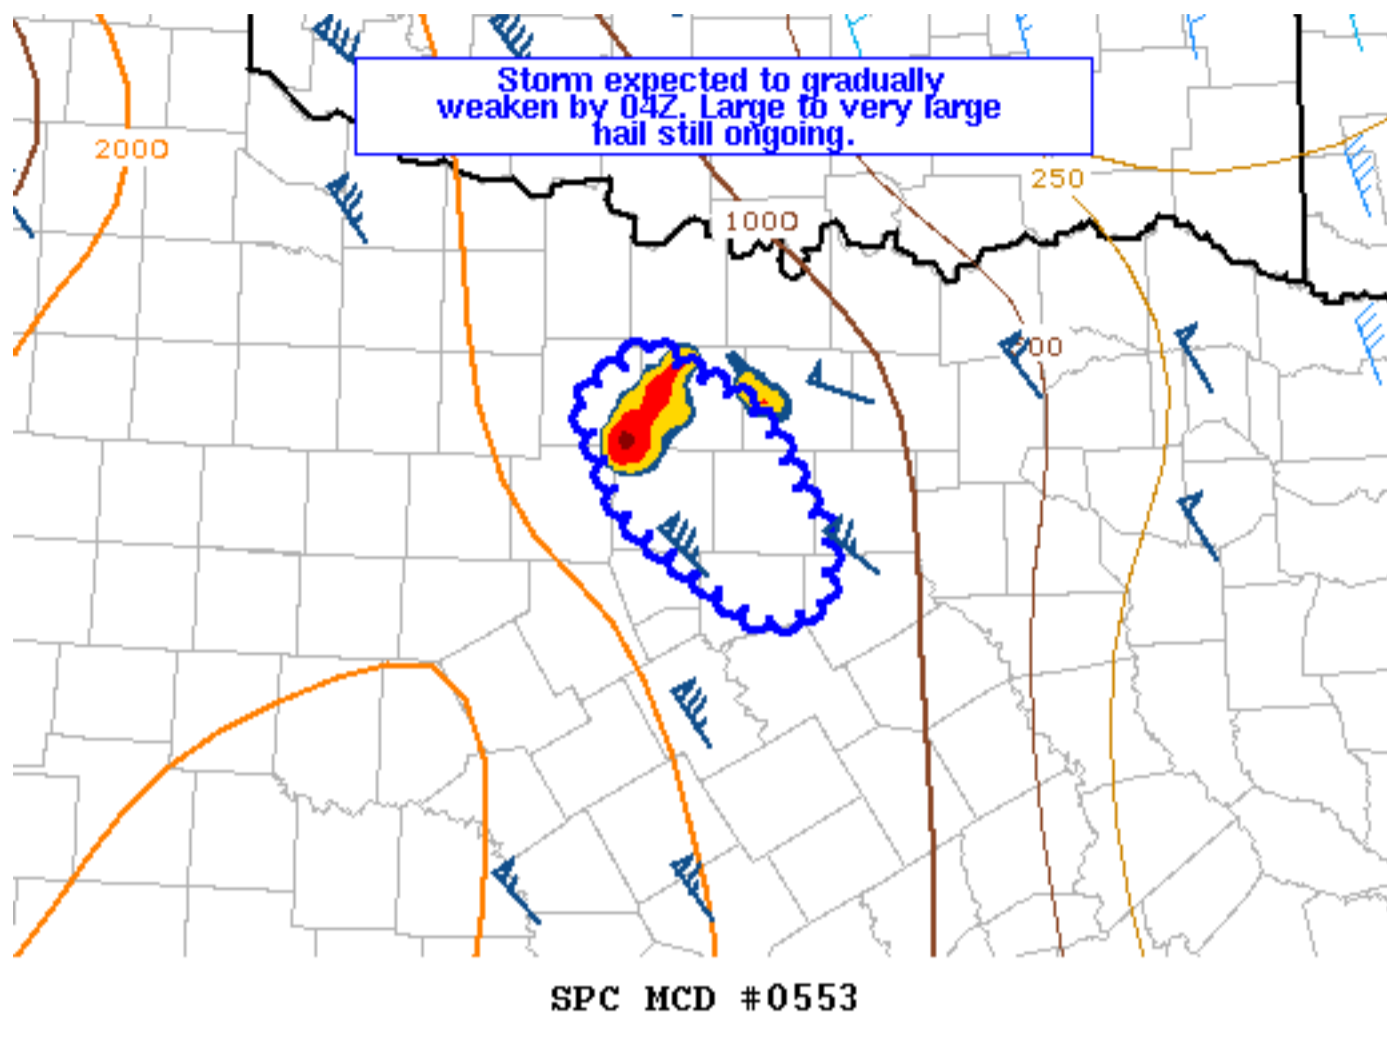 Storm expected to gradually
weaken by 04Z. Large to very large
hail still ongoing.
2000
250
1000
SPC MCD #0553